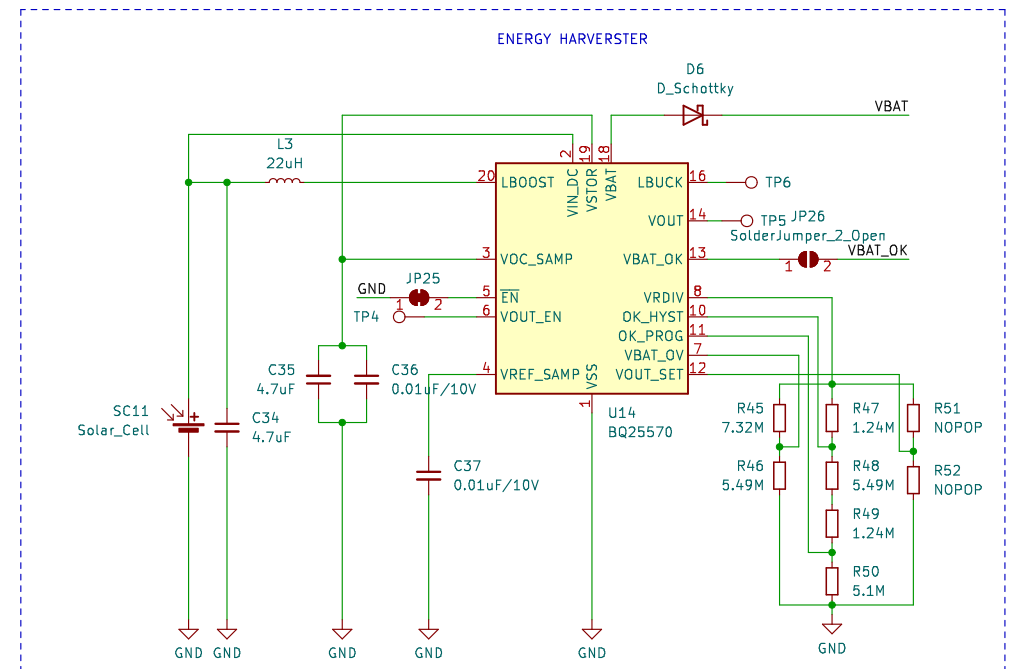 ENERGY HARVERSTER
D6
D_Schottky
VBAT
L3
22uH
2
19
18
20
LBOOST
VIN_DC
VSTOR
VBAT
LBUCK
16
TP6
VOUT
14
TP5
JP26
SolderJumper_2_Open
3
VOC_SAMP
VBAT_OK
13
1
2
VBAT_OK
JP25
GND
1
2
5
EN
VRDIV
8
TP4
6
VOUT_EN
OK_HYST
10
OK_PROG
11
VBAT_OV
7
4
VREF_SAMP
VSS
VOUT_SET
12
C35
4.7uF
C36
0.01uF/10V
1
U14
BQ25570
SC11
Solar_Cell
C34
4.7uF
R45
7.32M
R47
1.24M
R51
NOPOP
C37
0.01uF/10V
R46
5.49M
R48
5.49M
R52
NOPOP
R49
1.24M
R50
5.1M
GND
GND
GND
GND
GND
GND